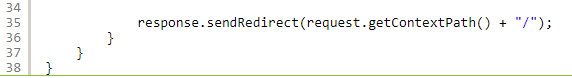 34
35 response.sendRedirect(request.getContextPath() + "/");
36 }
37 }
38 }